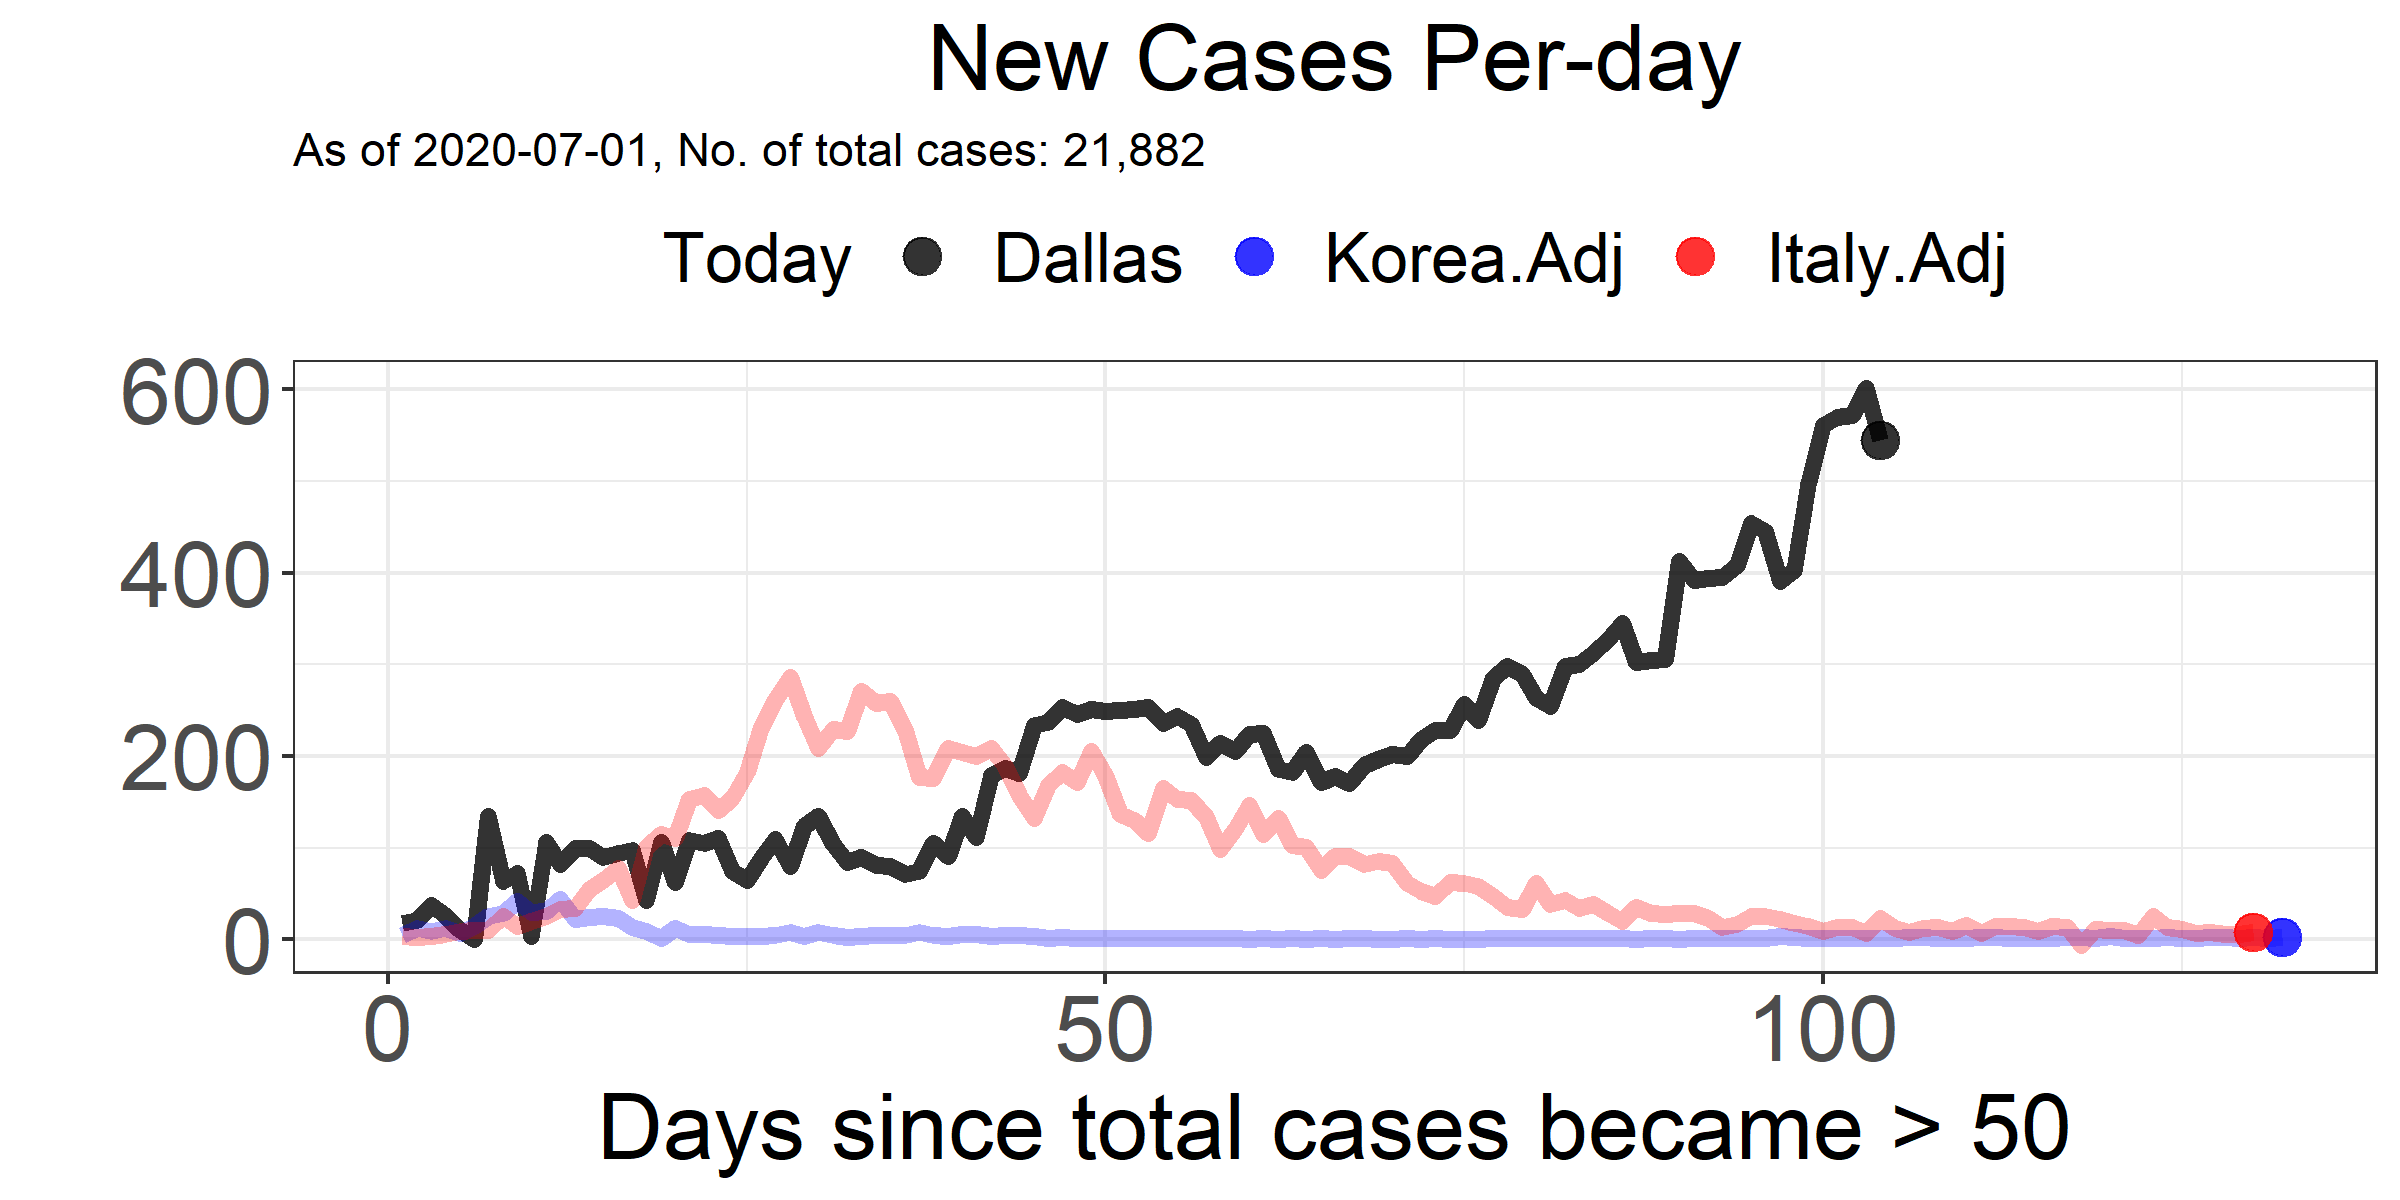 New Cases Per-day
As of 2020-07-01, No. of total cases: 21,882
Today Dallas Korea.Adj Italy.Adj
600
400
200
0
0 50 100
Days since total cases became > 50